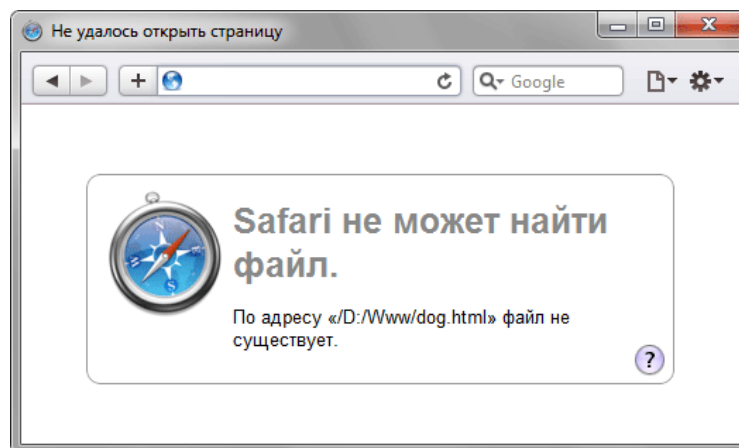 Не удалось открыть страницу
Google
Safari не может найти
файл.
По адресу «/D:/Www/dog.html» файл не
существует.
?